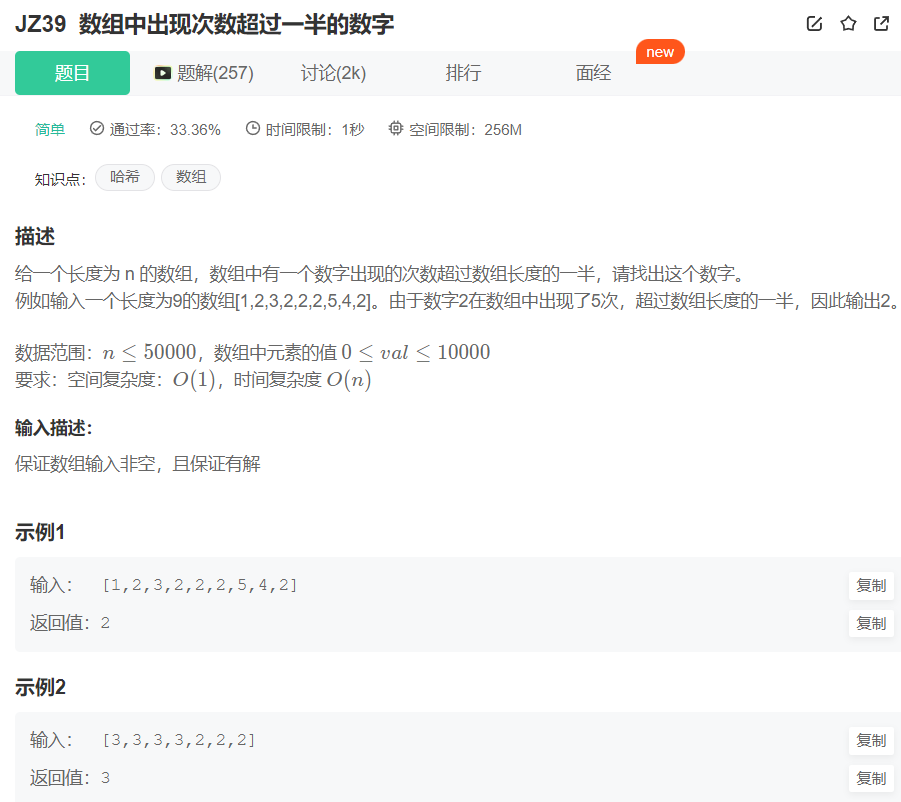 JZ39 数组中出现次数超过一半的数字
new
题目 题解(257) 讨论(2k) 排行 面经
简单 通过率：33.36% 时间限制：1秒 空间限制：256M
知识点： 哈希 数组
描述
给一个长度为 n 的数组，数组中有一个数字出现的次数超过数组长度的一半，请找出这个数字。
例如输入一个长度为9的数组[1,2,3,2,2,2,5,4,2]。由于数字2在数组中出现了5次，超过数组长度的一半，因此输出2。
数据范围：n ≤ 50000，数组中元素的值 0 ≤ val ≤ 10000
要求：空间复杂度：O(1)，时间复杂度 O(n)
输入描述：
保证数组输入非空，且保证有解
示例1
输入： [1,2,3,2,2,2,5,4,2] 复制
返回值：2 复制
示例2
输入： [3,3,3,3,2,2,2] 复制
返回值：3 复制